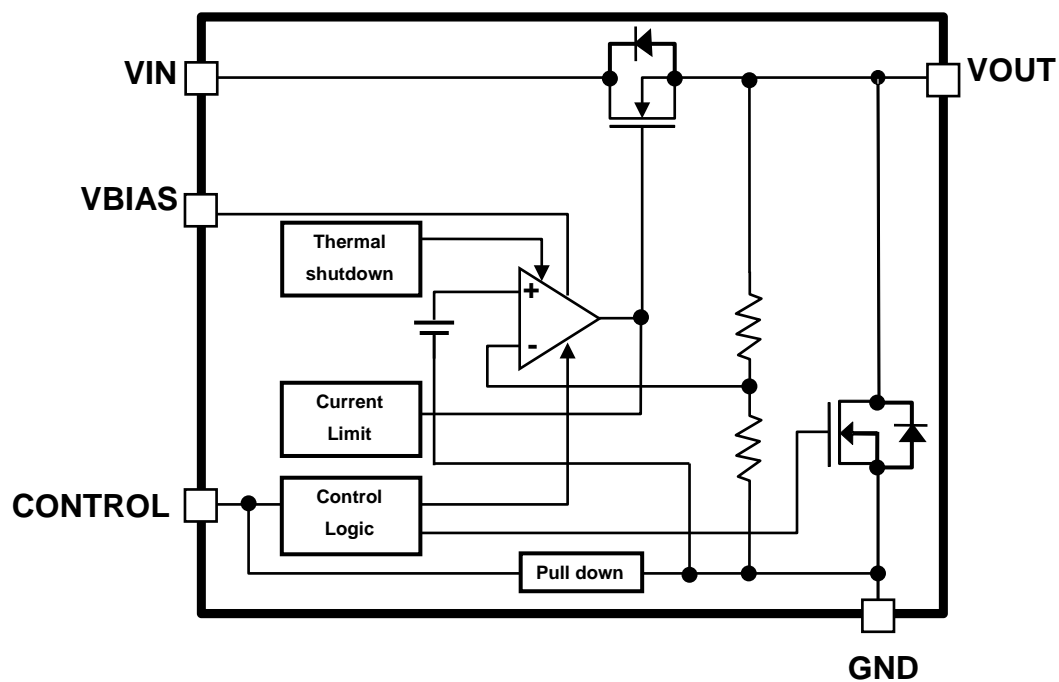 VIN
VOUT
VBIAS
Thermal
shutdown
+
-
Current
Limit
CONTROL
Control
Logic
Pull down
GND